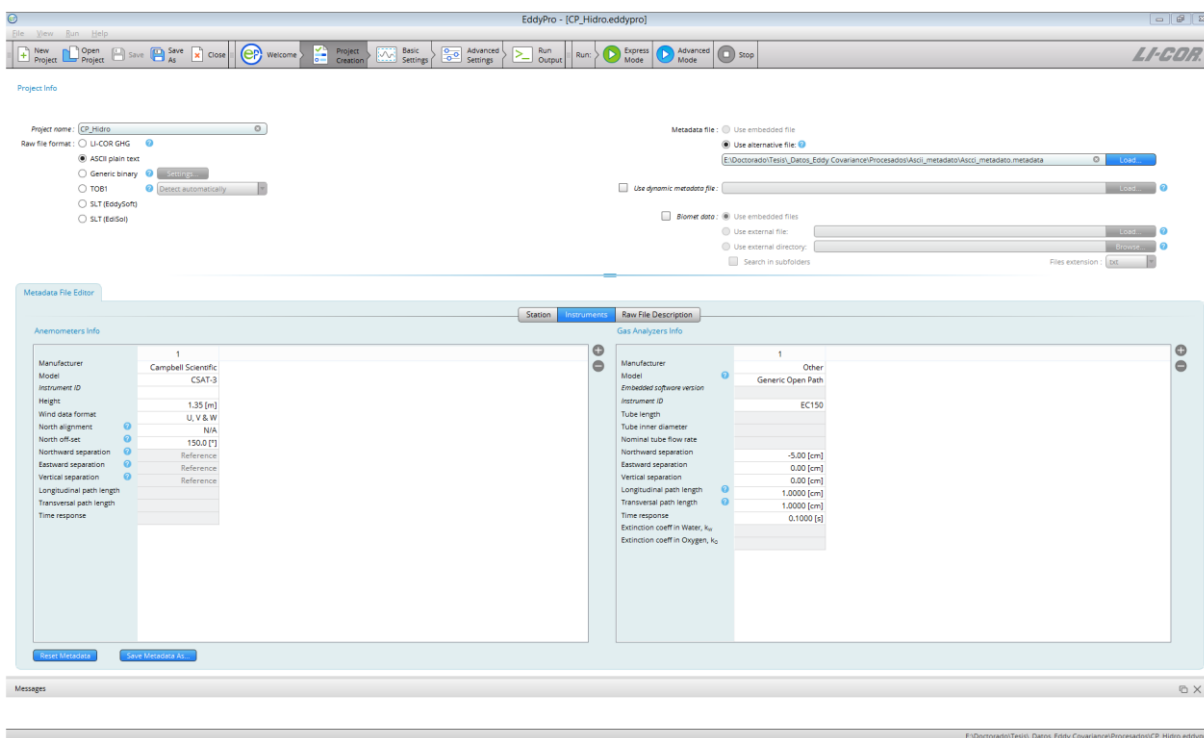 EddyPro - [CP_Hidro.eddypro]
File View Run Help
New Project Open Project Save Save As Close eP Welcome Project Creation Basic Settings Advanced Settings Run Output Run: Express Mode Advanced Mode Stop LI-COR
Project Info
Project name : CP_Hidro
Raw file format : LI-COR GHG ?
ASCII plain text
Generic binary ? Settings...
TOB1 ? Detect automatically
SLT (EddySoft)
SLT (EdiSol)
Metadata file : Use embedded file
Use alternative file: ?
E:\Doctorado\Tesis\_Datos_Eddy Covariance\Procesados\Ascii_metadato\Ascci_metadato.metadata Load...
Use dynamic metadata file : Load... ?
Biomet data : Use embedded files
Use external file: Load... ?
Use external directory: Browse... ?
Search in subfolders Files extension : txt
Metadata File Editor
Station Instruments Raw File Description
Anemometers Info
1
Manufacturer Campbell Scientific
Model CSAT-3
Instrument ID
Height 1.35 [m]
Wind data format U, V & W
North alignment ? N/A
North off-set ? 150.0 [°]
Northward separation ? Reference
Eastward separation ? Reference
Vertical separation ? Reference
Longitudinal path length
Transversal path length
Time response
Reset Metadata Save Metadata As...
Gas Analyzers Info
1
Manufacturer Other
Model ? Generic Open Path
Embedded software version
Instrument ID EC150
Tube length
Tube inner diameter
Nominal tube flow rate
Northward separation -5.00 [cm]
Eastward separation 0.00 [cm]
Vertical separation 0.00 [cm]
Longitudinal path length ? 1.0000 [cm]
Transversal path length ? 1.0000 [cm]
Time response 0.1000 [s]
Extinction coeff in Water, kw
Extinction coeff in Oxygen, ko
Messages
E:\Doctorado\Tesis\_Datos_Eddy Covariance\Procesados\CP_Hidro.eddypro